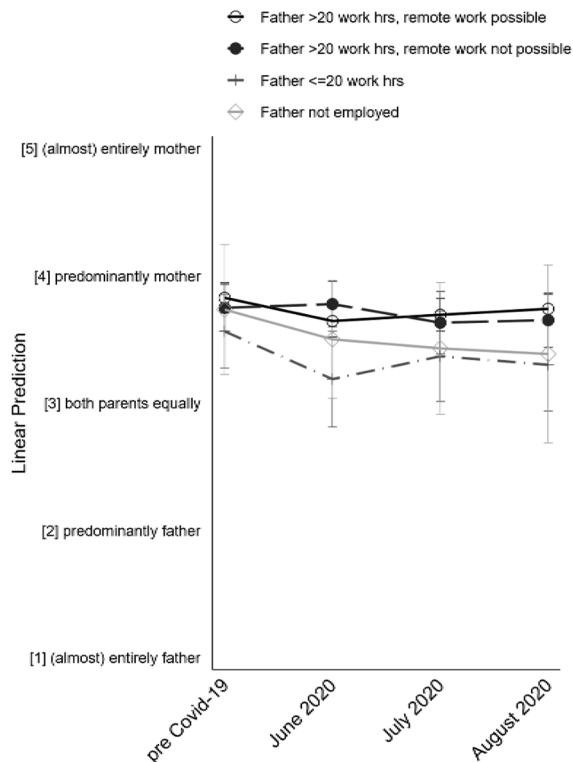 Father >20 work hrs, remote work possible
Father >20 work hrs, remote work not possible
Father <=20 work hrs
Father not employed
[5] (almost) entirely mother
[4] predominantly mother
[3] both parents equally
[2] predominantly father
[1] (almost) entirely father
Linear Prediction
pre Covid-19
June 2020
July 2020
August 2020